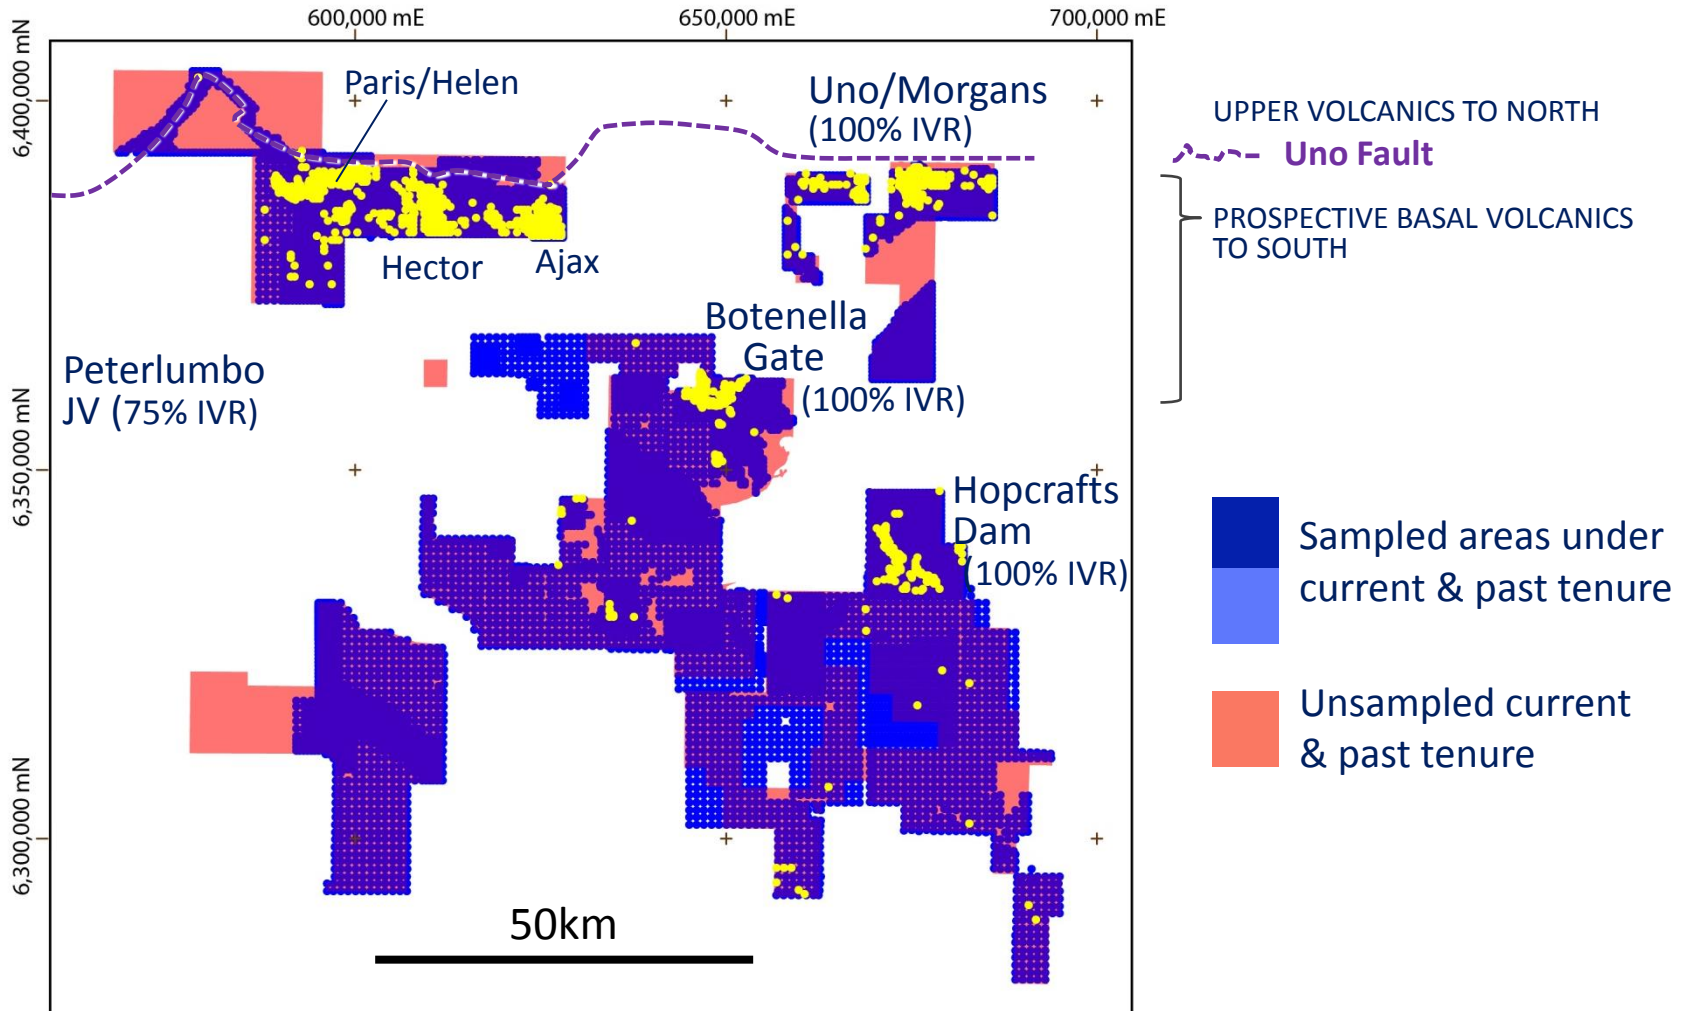 600,000 mE
650,000 mE
700,000 mE
6,400,000 mN
6,350,000 mN
6,300,000 mN
Paris/Helen
Uno/Morgans
(100% IVR)
Hector
Ajax
Botenella
Gate
(100% IVR)
Peterlumbo
JV (75% IVR)
Hopcrafts
Dam
(100% IVR)
50km
UPPER VOLCANICS TO NORTH
Uno Fault
PROSPECTIVE BASAL VOLCANICS
TO SOUTH
Sampled areas under
current & past tenure
Unsampled current
& past tenure